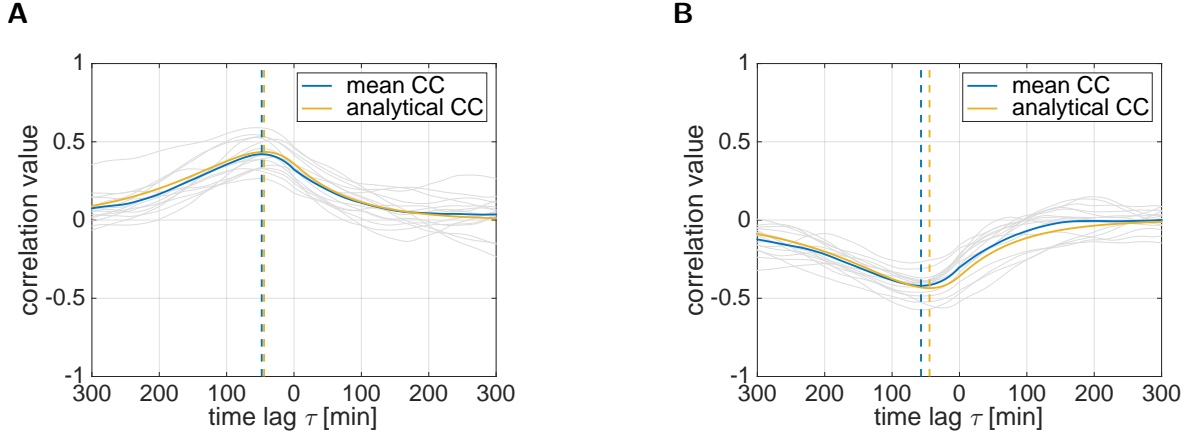 A
1
0.5
0
-0.5
-1
correlation value
mean CC
analytical CC
300 200 100 0 100 200 300
time lag τ [min]
B
1
0.5
0
-0.5
-1
correlation value
mean CC
analytical CC
300 200 100 0 100 200 300
time lag τ [min]